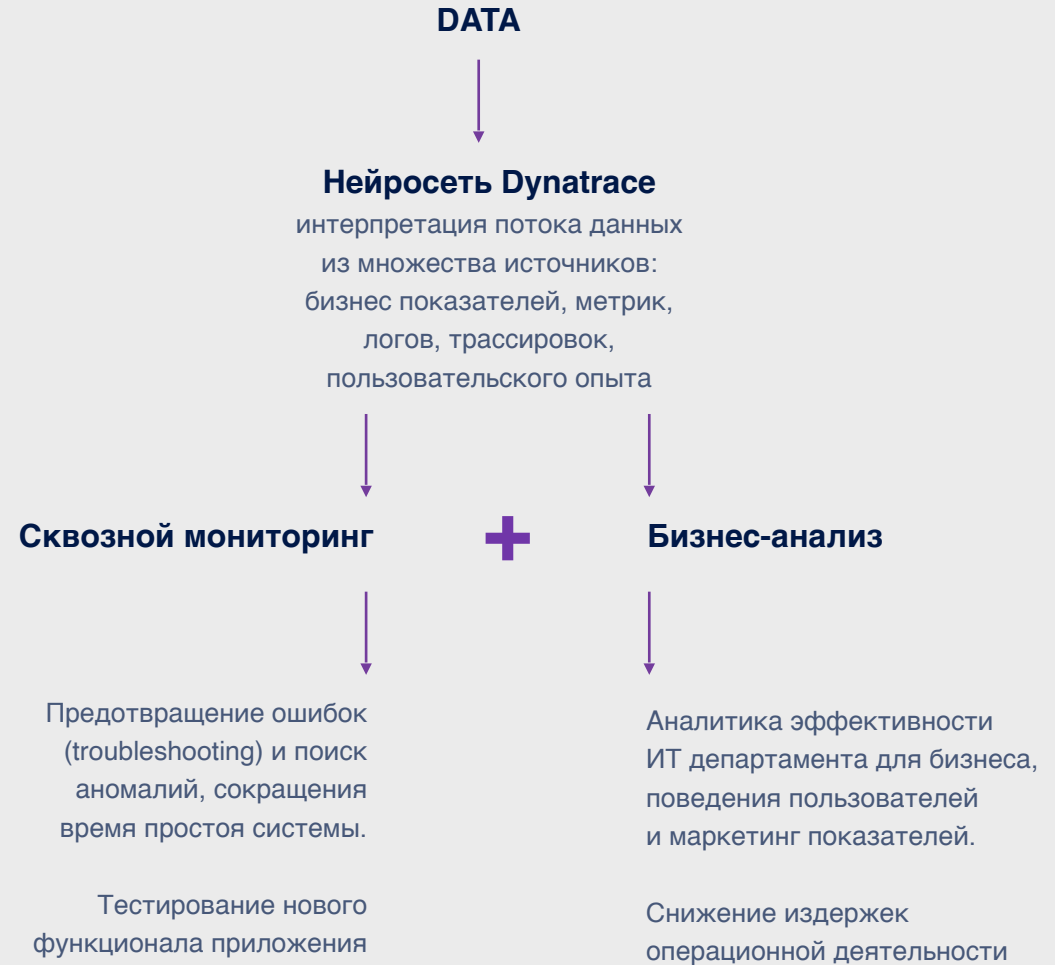 DATA
Нейросеть Dynatrace
интерпретация потока данных
из множества источников:
бизнес показателей, метрик,
логов, трассировок,
пользовательского опыта
Сквозной мониторинг
+
Бизнес-анализ
Предотвращение ошибок
(troubleshooting) и поиск
аномалий, сокращения
время простоя системы.
Тестирование нового
функционала приложения
Аналитика эффективности
ИТ департамента для бизнеса,
поведения пользователей
и маркетинг показателей.
Снижение издержек
операционной деятельности